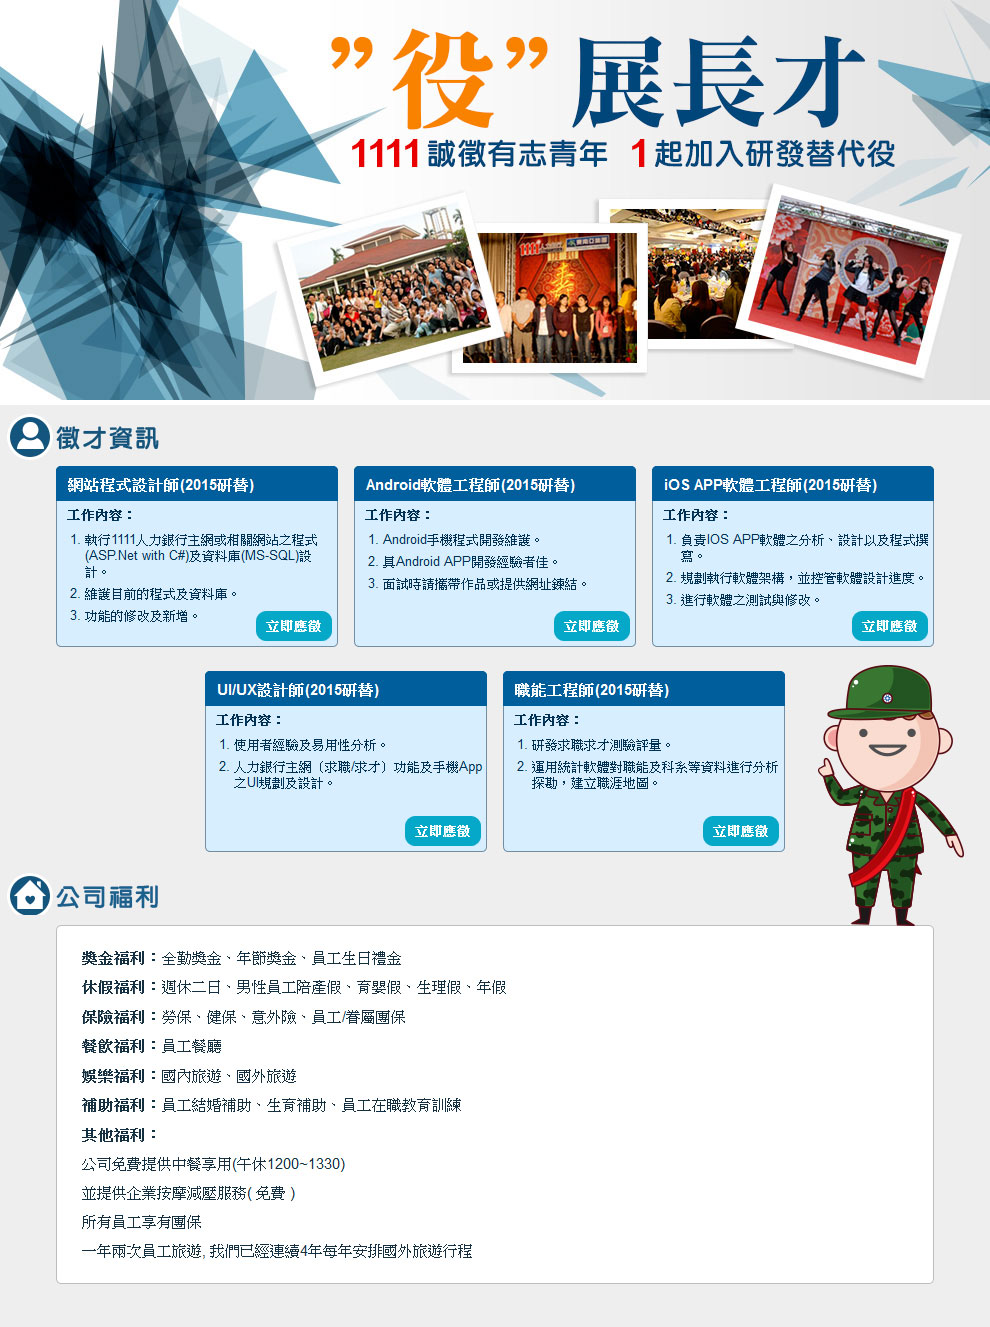 ”役”展長才
1111誠徵有志青年 1起加入研發替代役
1111
徵才資訊
網站程式設計師(2015研替)
工作內容：
1. 執行1111人力銀行主網或相關網站之程式
(ASP.Net with C#)及資料庫(MS-SQL)設
計。
2. 維護目前的程式及資料庫。
3. 功能的修改及新增。
立即應徵
Android軟體工程師(2015研替)
工作內容：
1. Android手機程式開發維護。
2. 具Android APP開發經驗者佳。
3. 面試時請攜帶作品或提供網址鍊結。
立即應徵
iOS APP軟體工程師(2015研替)
工作內容：
1. 負責IOS APP軟體之分析、設計以及程式撰
寫。
2. 規劃執行軟體架構，並控管軟體設計進度。
3. 進行軟體之測試與修改。
立即應徵
UI/UX設計師(2015研替)
工作內容：
1. 使用者經驗及易用性分析。
2. 人力銀行主網〔求職/求才〕功能及手機App
之UI規劃及設計。
立即應徵
職能工程師(2015研替)
工作內容：
1. 研發求職求才測驗評量。
2. 運用統計軟體對職能及科系等資料進行分析
探勘，建立職涯地圖。
立即應徵
公司福利
獎金福利：全勤獎金、年節獎金、員工生日禮金
休假福利：週休二日、男性員工陪產假、育嬰假、生理假、年假
保險福利：勞保、健保、意外險、員工/眷屬團保
餐飲福利：員工餐廳
娛樂福利：國內旅遊、國外旅遊
補助福利：員工結婚補助、生育補助、員工在職教育訓練
其他福利：
公司免費提供中餐享用(午休1200~1330)
並提供企業按摩減壓服務( 免費 )
所有員工享有團保
一年兩次員工旅遊, 我們已經連續4年每年安排國外旅遊行程